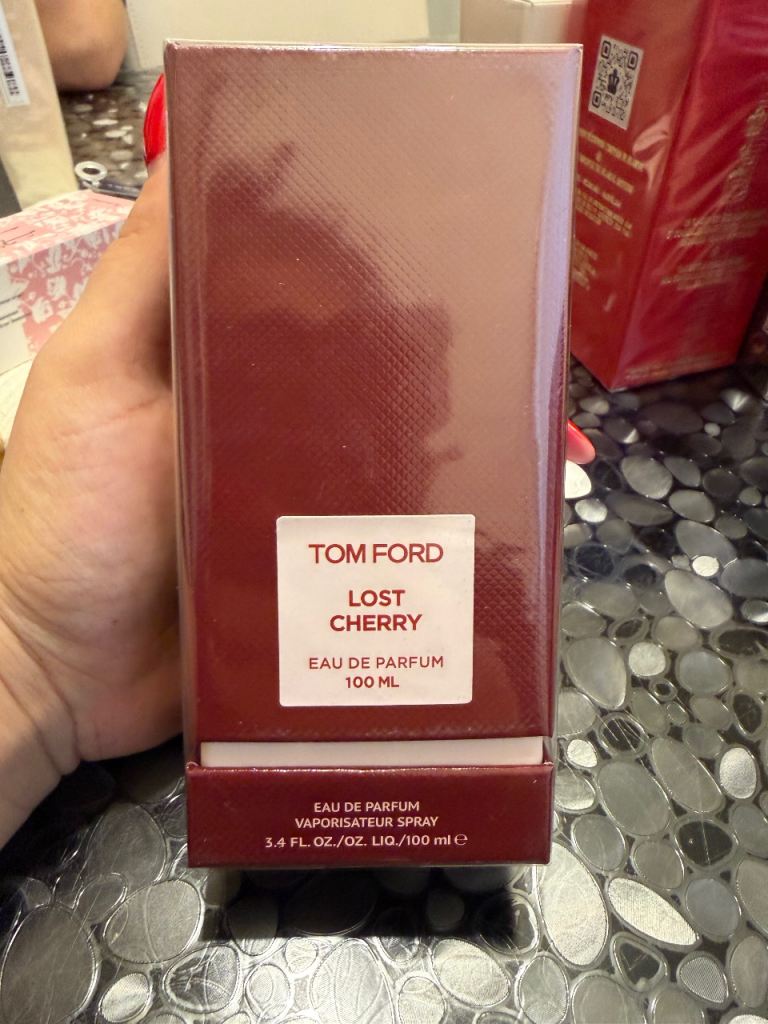 TOM FORD
LOST
CHERRY
EAU DE PARFUM
100 ML
EAU DE PARFUM
VAPORISATEUR SPRAY
3.4 FL. OZ./OZ. LIQ./100 ml ℮